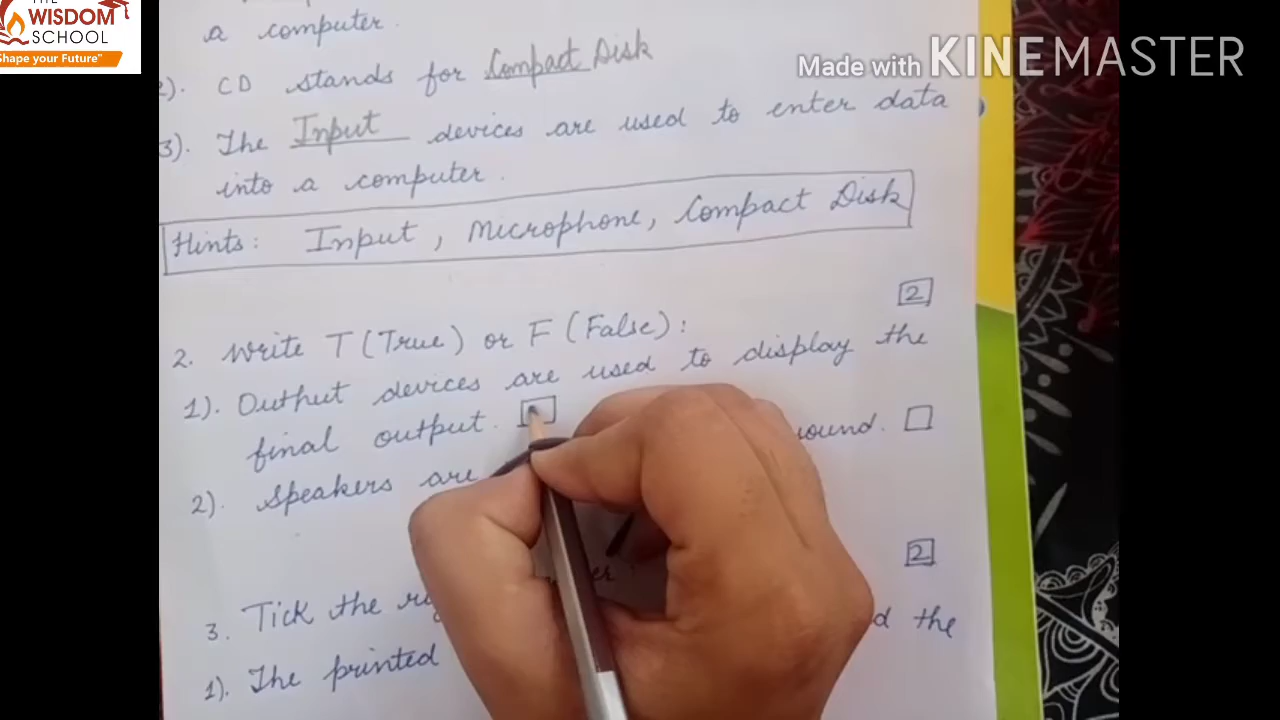 THE
WISDOM
SCHOOL
Shape your Future"
Made with KINEMASTER
a computer.
2). CD stands for Compact Disk
3). The Input devices are used to enter data
into a computer.
Hints: Input, Microphone, Compact Disk
2
2. Write T (True) or F (False):
1). Output devices are used to display the
final output.
2). Speakers are sound.
2
3. Tick the
1). The printed the